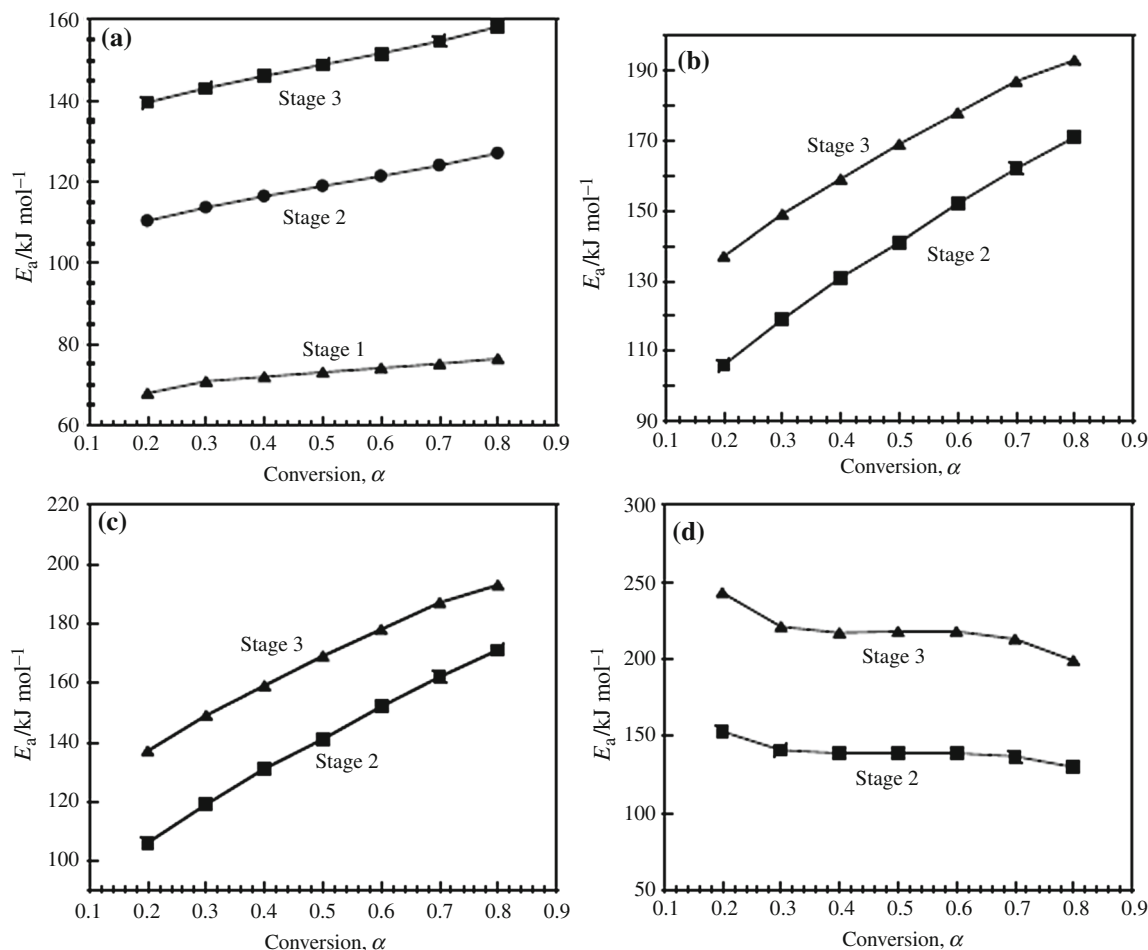 (a)
160
140
120
100
80
60
E_a/kJ mol⁻¹
Stage 3
Stage 2
Stage 1
0.1 0.2 0.3 0.4 0.5 0.6 0.7 0.8 0.9
Conversion, α
(b)
190
170
150
130
110
90
E_a/kJ mol⁻¹
Stage 3
Stage 2
0.1 0.2 0.3 0.4 0.5 0.6 0.7 0.8 0.9
Conversion, α
(c)
220
200
180
160
140
120
100
E_a/kJ mol⁻¹
Stage 3
Stage 2
0.1 0.2 0.3 0.4 0.5 0.6 0.7 0.8 0.9
Conversion, α
(d)
300
250
200
150
100
50
E_a/kJ mol⁻¹
Stage 3
Stage 2
0.1 0.2 0.3 0.4 0.5 0.6 0.7 0.8 0.9
Conversion, α